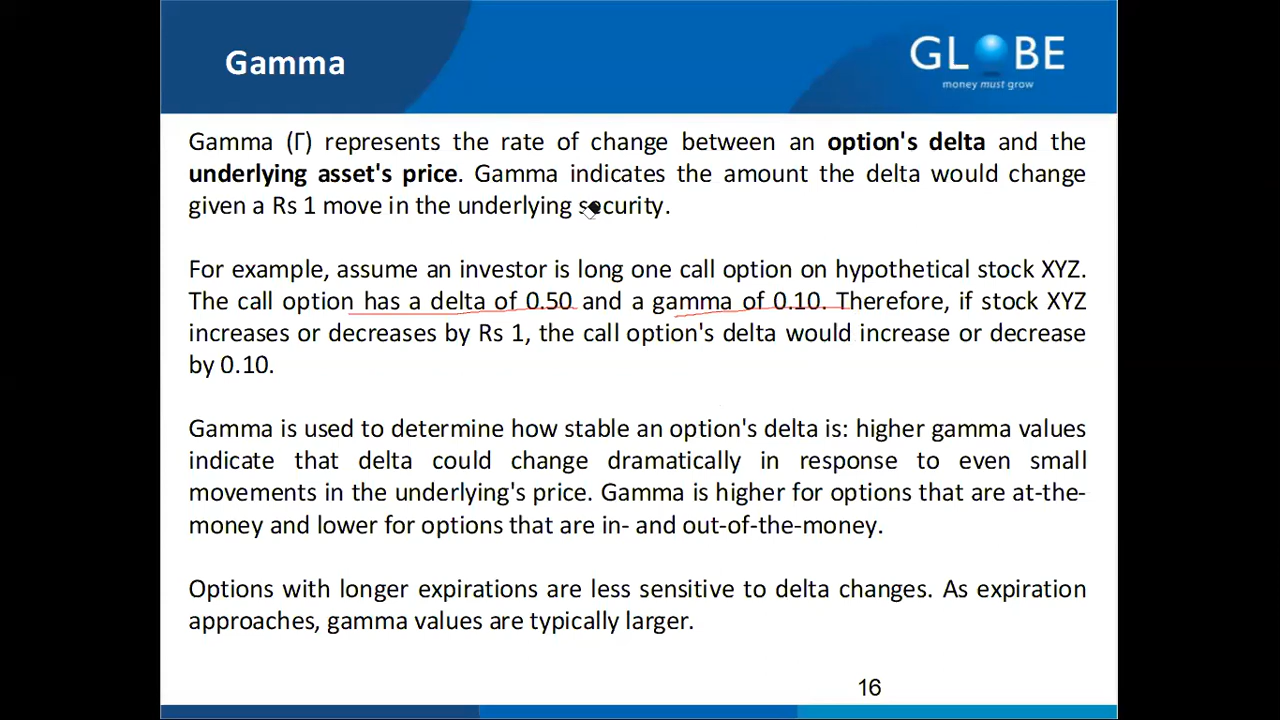 Gamma
GLOBE
money must grow
Gamma (Γ) represents the rate of change between an option's delta and the
underlying asset's price. Gamma indicates the amount the delta would change
given a Rs 1 move in the underlying security.
For example, assume an investor is long one call option on hypothetical stock XYZ.
The call option has a delta of 0.50 and a gamma of 0.10. Therefore, if stock XYZ
increases or decreases by Rs 1, the call option's delta would increase or decrease
by 0.10.
Gamma is used to determine how stable an option's delta is: higher gamma values
indicate that delta could change dramatically in response to even small
movements in the underlying's price. Gamma is higher for options that are at-the-
money and lower for options that are in- and out-of-the-money.
Options with longer expirations are less sensitive to delta changes. As expiration
approaches, gamma values are typically larger.
16